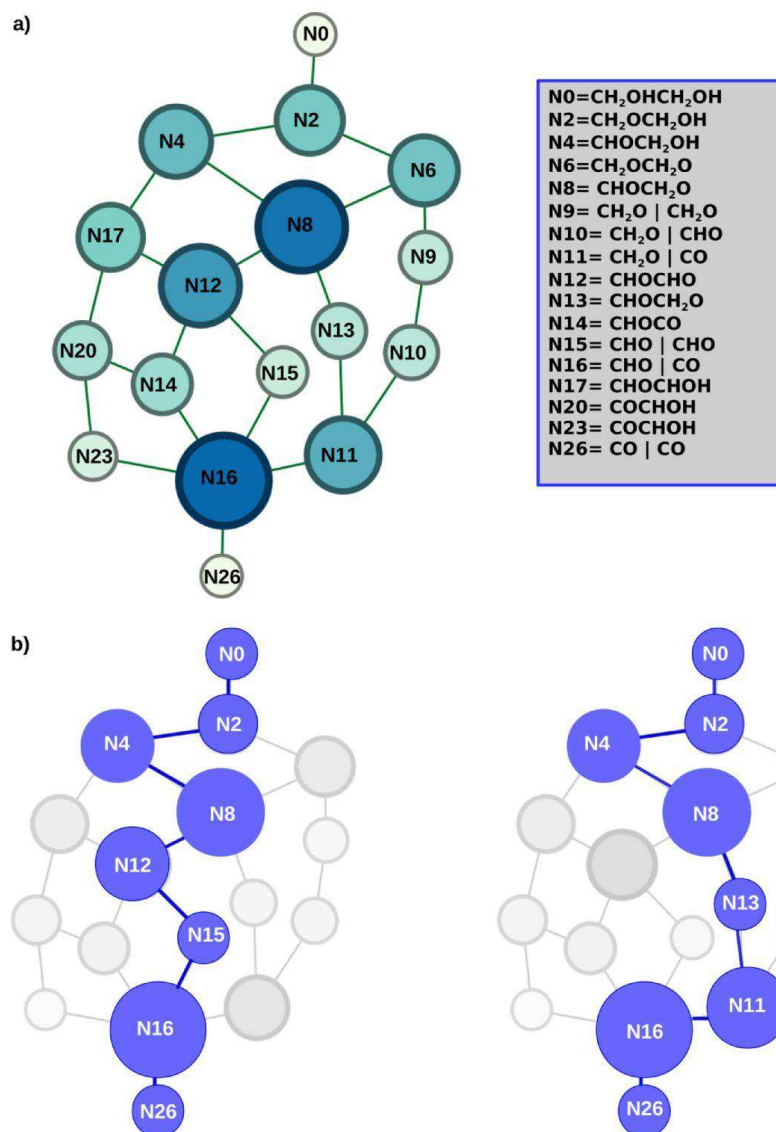 a)
N0
N2
N4
N6
N8
N17
N9
N12
N13
N10
N20
N14
N15
N23
N16
N11
N26
N0=CH₂OHCH₂OH
N2=CH₂OCH₂OH
N4=CHOCH₂OH
N6=CH₂OCH₂O
N8= CHOCH₂O
N9= CH₂O | CH₂O
N10= CH₂O | CHO
N11= CH₂O | CO
N12= CHOCHO
N13= CHOCH₂O
N14= CHOCO
N15= CHO | CHO
N16= CHO | CO
N17= CHOCHOH
N20= COCHOH
N23= COCHOH
N26= CO | CO
b)
N0
N2
N4
N8
N12
N15
N16
N26
N0
N2
N4
N8
N13
N11
N16
N26